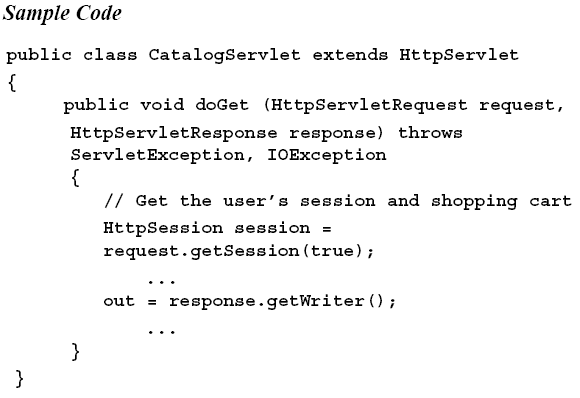 Sample Code
public class CatalogServlet extends HttpServlet
{
public void doGet (HttpServletRequest request,
HttpServletResponse response) throws
ServletException, IOException
{
// Get the user's session and shopping cart
HttpSession session =
request.getSession(true);
...
out = response.getWriter();
...
}
}